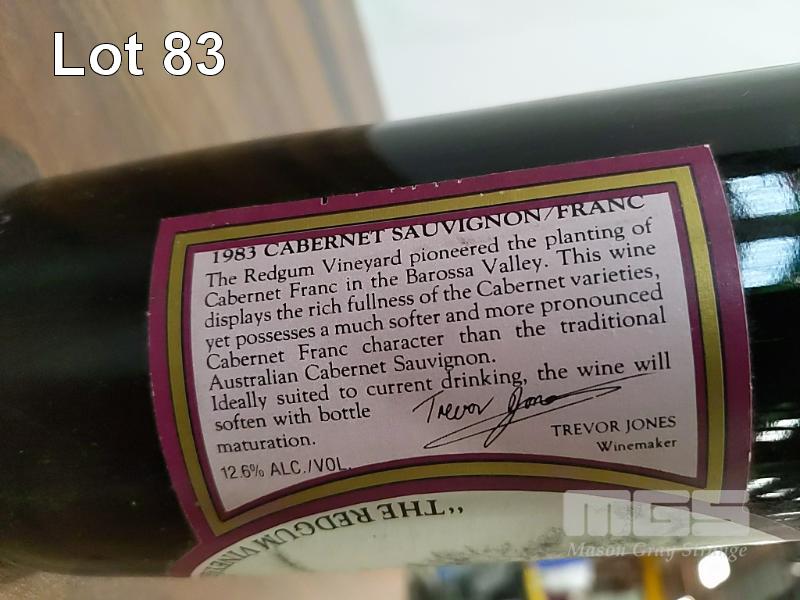 Lot 83
1983 CABERNET SAUVIGNON/FRANC
The Redgum Vineyard pioneered the planting of
Cabernet Franc in the Barossa Valley. This wine
displays the rich fullness of the Cabernet varieties,
yet possesses a much softer and more pronounced
Cabernet Franc character than the traditional
Australian Cabernet Sauvignon.
Ideally suited to current drinking, the wine will
soften with bottle
maturation.
Trevor Jones
TREVOR JONES
Winemaker
12.6% ALC./VOL.
"THE REDGUM
MGS
Mason Gray Strange